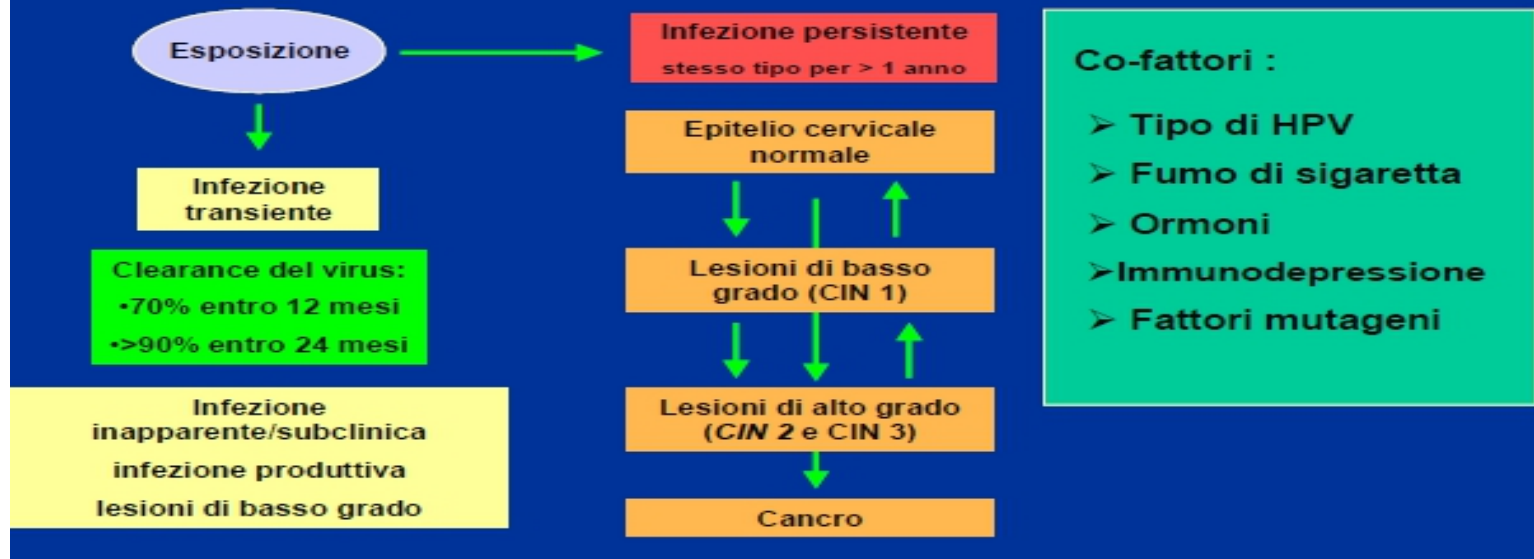 Esposizione
Infezione
transiente
Clearance del virus:
•70% entro 12 mesi
•>90% entro 24 mesi
Infezione
inapparente/subclinica
infezione produttiva
lesioni di basso grado
Infezione persistente
stesso tipo per > 1 anno
Epitelio cervicale
normale
Lesioni di basso
grado (CIN 1)
Lesioni di alto grado
(CIN 2 e CIN 3)
Cancro
Co-fattori :
➢ Tipo di HPV
➢ Fumo di sigaretta
➢ Ormoni
➢Immunodepressione
➢ Fattori mutageni